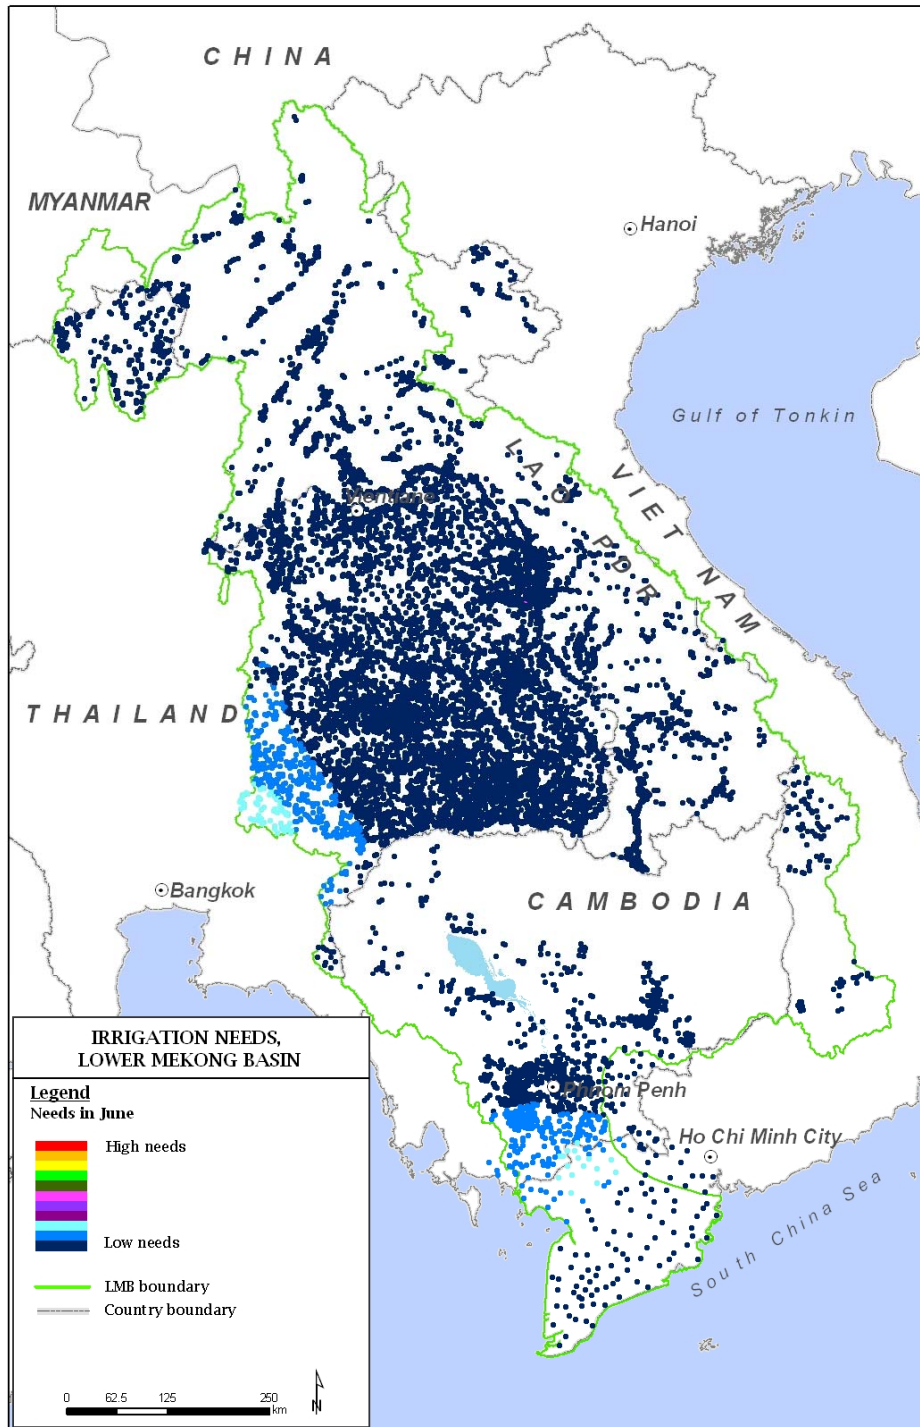 CHINA
MYANMAR
Hanoi
Gulf of Tonkin
LAO PDR
VIET NAM
Vientiane
THAILAND
Bangkok
CAMBODIA
Phnom Penh
Ho Chi Minh City
South China Sea
IRRIGATION NEEDS,
LOWER MEKONG BASIN
Legend
Needs in June
High needs
Low needs
LMB boundary
Country boundary
0 62.5 125 250
km
N